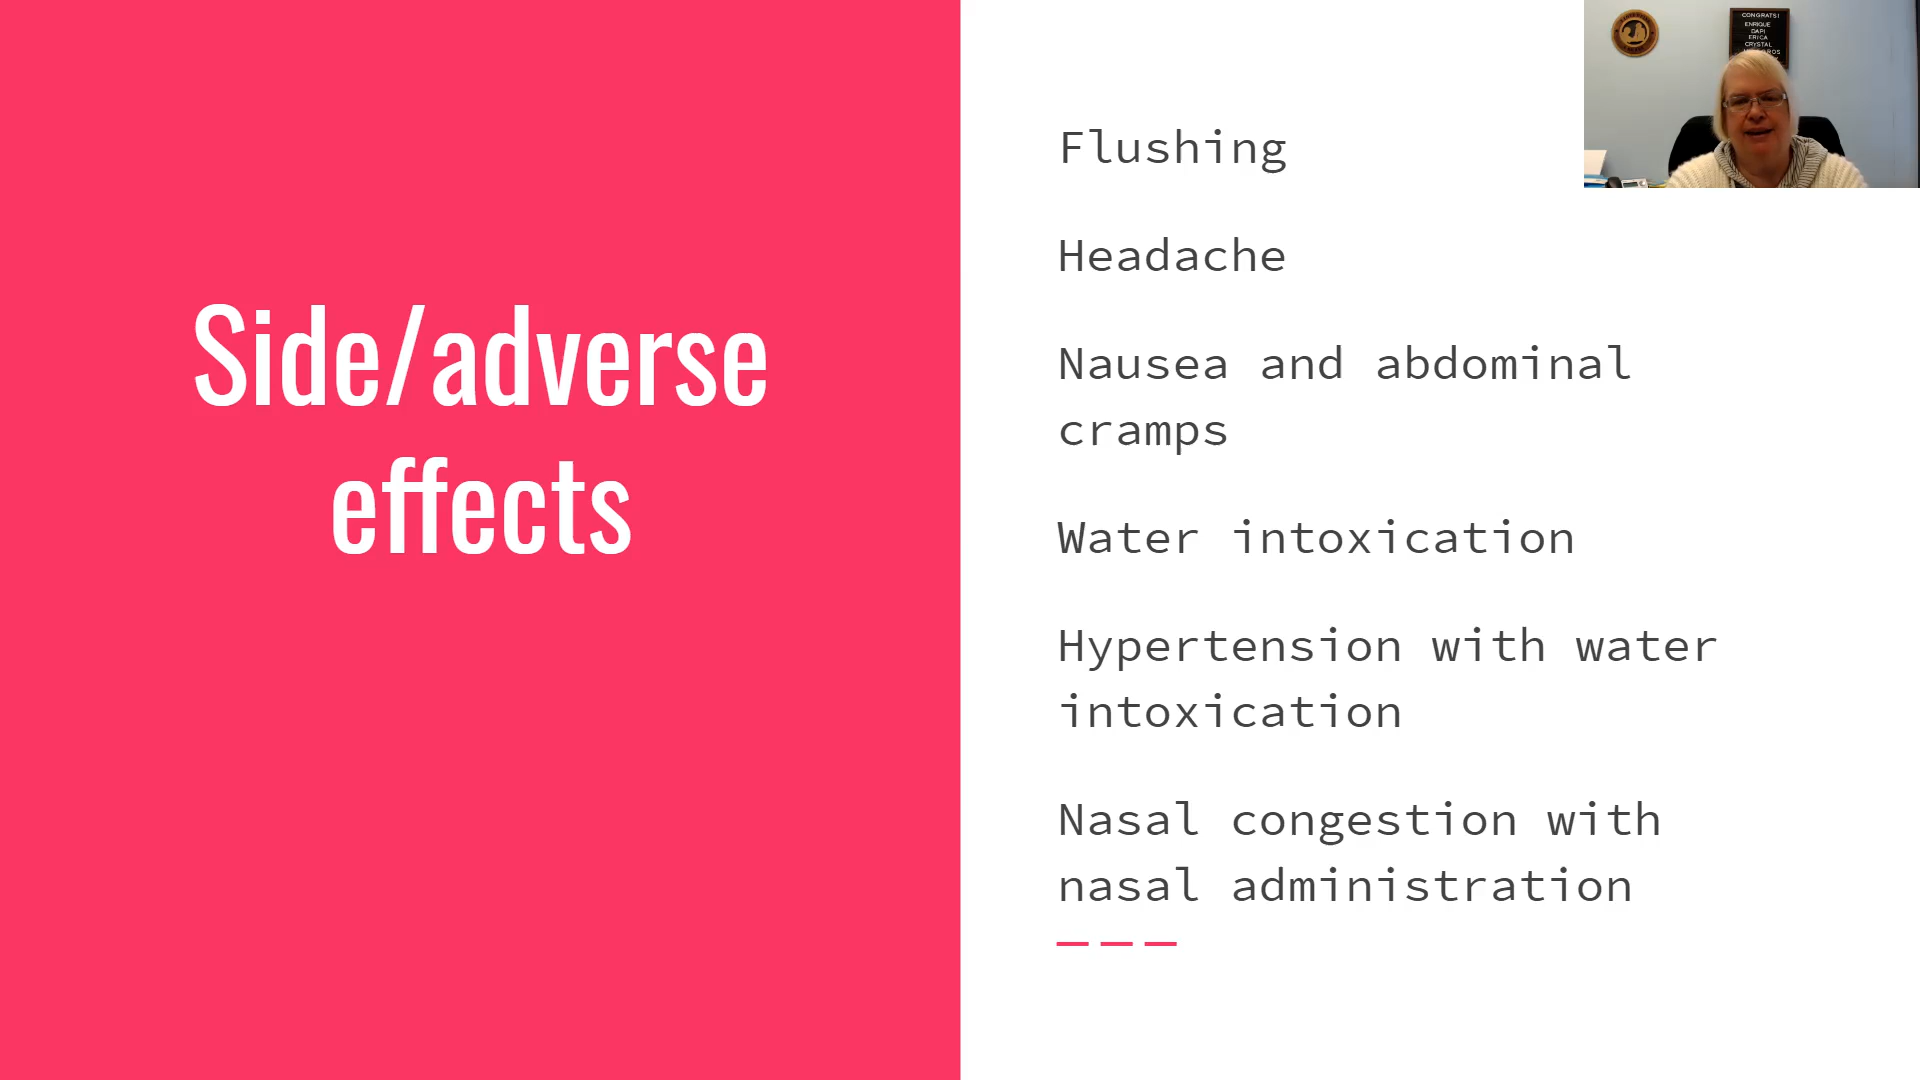 Side/adverse
effects
Flushing
Headache
Nausea and abdominal
cramps
Water intoxication
Hypertension with water
intoxication
Nasal congestion with
nasal administration
CONGRATS!
ENRIQUE
DAPI
ERICA
CRYSTAL